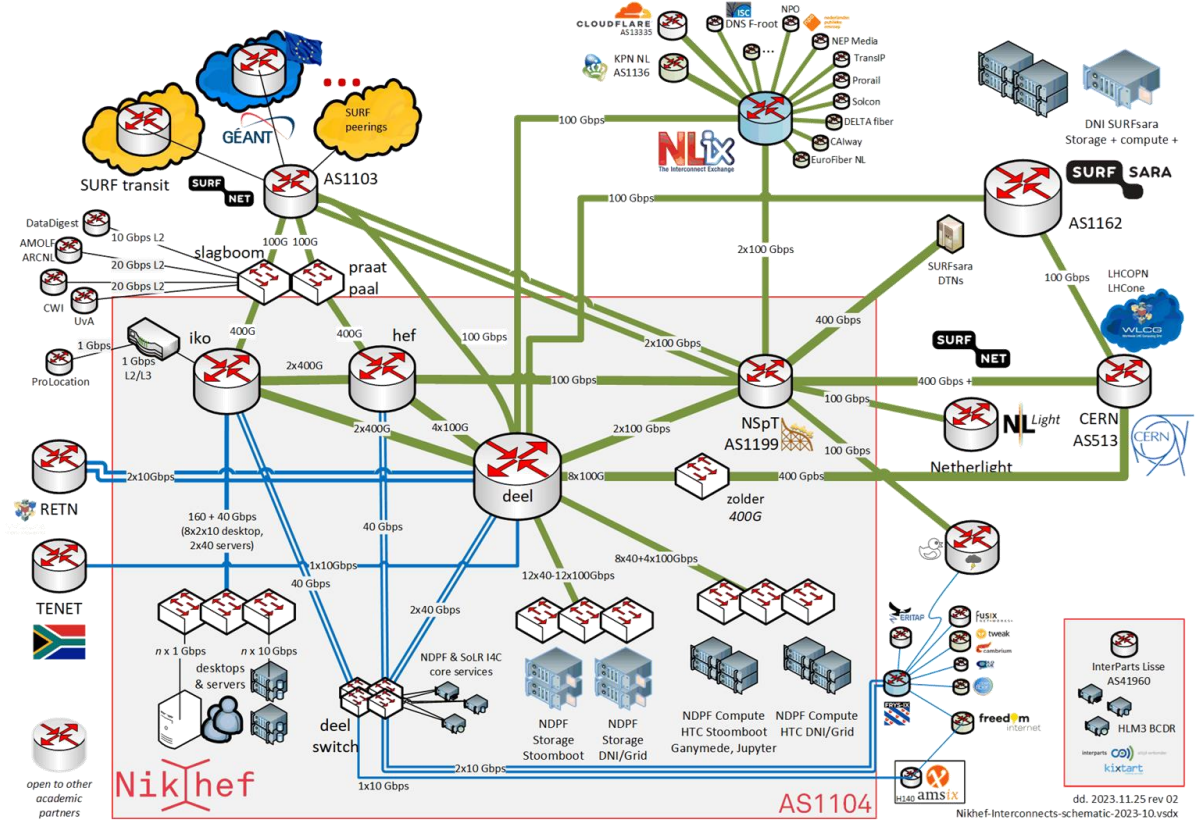 CLOUDFLARE
AS13335
KPN NL
AS1136
ISC
DNS F-root
...
NPO
NEP Media
TransIP
Prorail
Solcon
DELTA fiber
CAIway
EuroFiber NL
NLix
The Interconnect Exchange
DNI SURFsara
Storage + compute +
SURF
peerings
GÉANT
SURF transit
SURF
NET
AS1103
100 Gbps
100 Gbps
SURF SARA
AS1162
DataDigest
AMOLF
ARCNL
CWI
UvA
10 Gbps L2
20 Gbps L2
20 Gbps L2
slagboom
100G
100G
praat
paal
2x100 Gbps
SURFsara
DTNs
100 Gbps
LHCOPN
LHCone
WLCG
1 Gbps
ProLocation
1 Gbps
L2/L3
iko
400G
400G
hef
100 Gbps
2x100 Gbps
400 Gbps
SURF
NET
2x400G
100 Gbps
400 Gbps +
100 Gbps
NSpT
AS1199
NL Light
Netherlight
CERN
AS513
CERN
2x400G
4x100G
2x100 Gbps
100 Gbps
RETN
2x10Gbps
deel
8x100G
400 Gbps
zolder
400G
160 + 40 Gbps
(8x2x10 desktop,
2x40 servers)
40 Gbps
TENET
1x10Gbps
40 Gbps
2x40 Gbps
12x40-12x100Gbps
8x40+4x100Gbps
n x 1 Gbps
n x 10 Gbps
desktops
& servers
NDPF & SoLR I4C
core services
deel
switch
NDPF
Storage
Stoomboot
NDPF
Storage
DNI/Grid
NDPF Compute
HTC Stoomboot
Ganymede, Jupyter
NDPF Compute
HTC DNI/Grid
ERITAP
fusix
tweak
cambrium
FRYS-IX
freedom
internet
InterParts Lisse
AS41960
HLM3 BCDR
interparts
kixtart
open to other
academic
partners
Nikhef
2x10 Gbps
1x10 Gbps
H140
amsix
AS1104
dd. 2023.11.25 rev 02
Nikhef-Interconnects-schematic-2023-10.vsdx